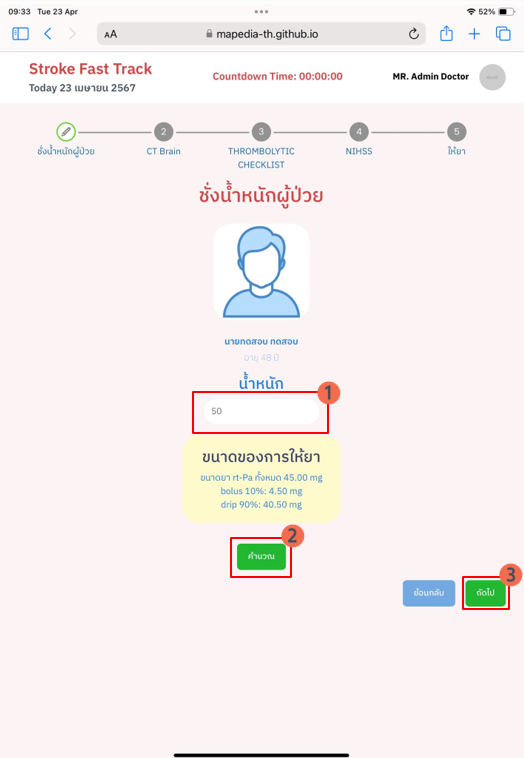 09:33 Tue 23 Apr
52%
AA
mapedia-th.github.io
Stroke Fast Track
Today 23 เมษายน 2567
Countdown Time: 00:00:00
MR. Admin Doctor
2
3
4
5
ชั่งน้ำหนักผู้ป่วย
CT Brain
THROMBOLYTIC
CHECKLIST
NIHSS
ให้ยา
ชั่งน้ำหนักผู้ป่วย
นายทดสอบ ทดสอบ
อายุ 48 ปี
น้ำหนัก
1
50
ขนาดของการให้ยา
ขนาดยา rt-Pa ทั้งหมด 45.00 mg
bolus 10%: 4.50 mg
drip 90%: 40.50 mg
2
คำนวณ
3
ย้อนกลับ
ถัดไป